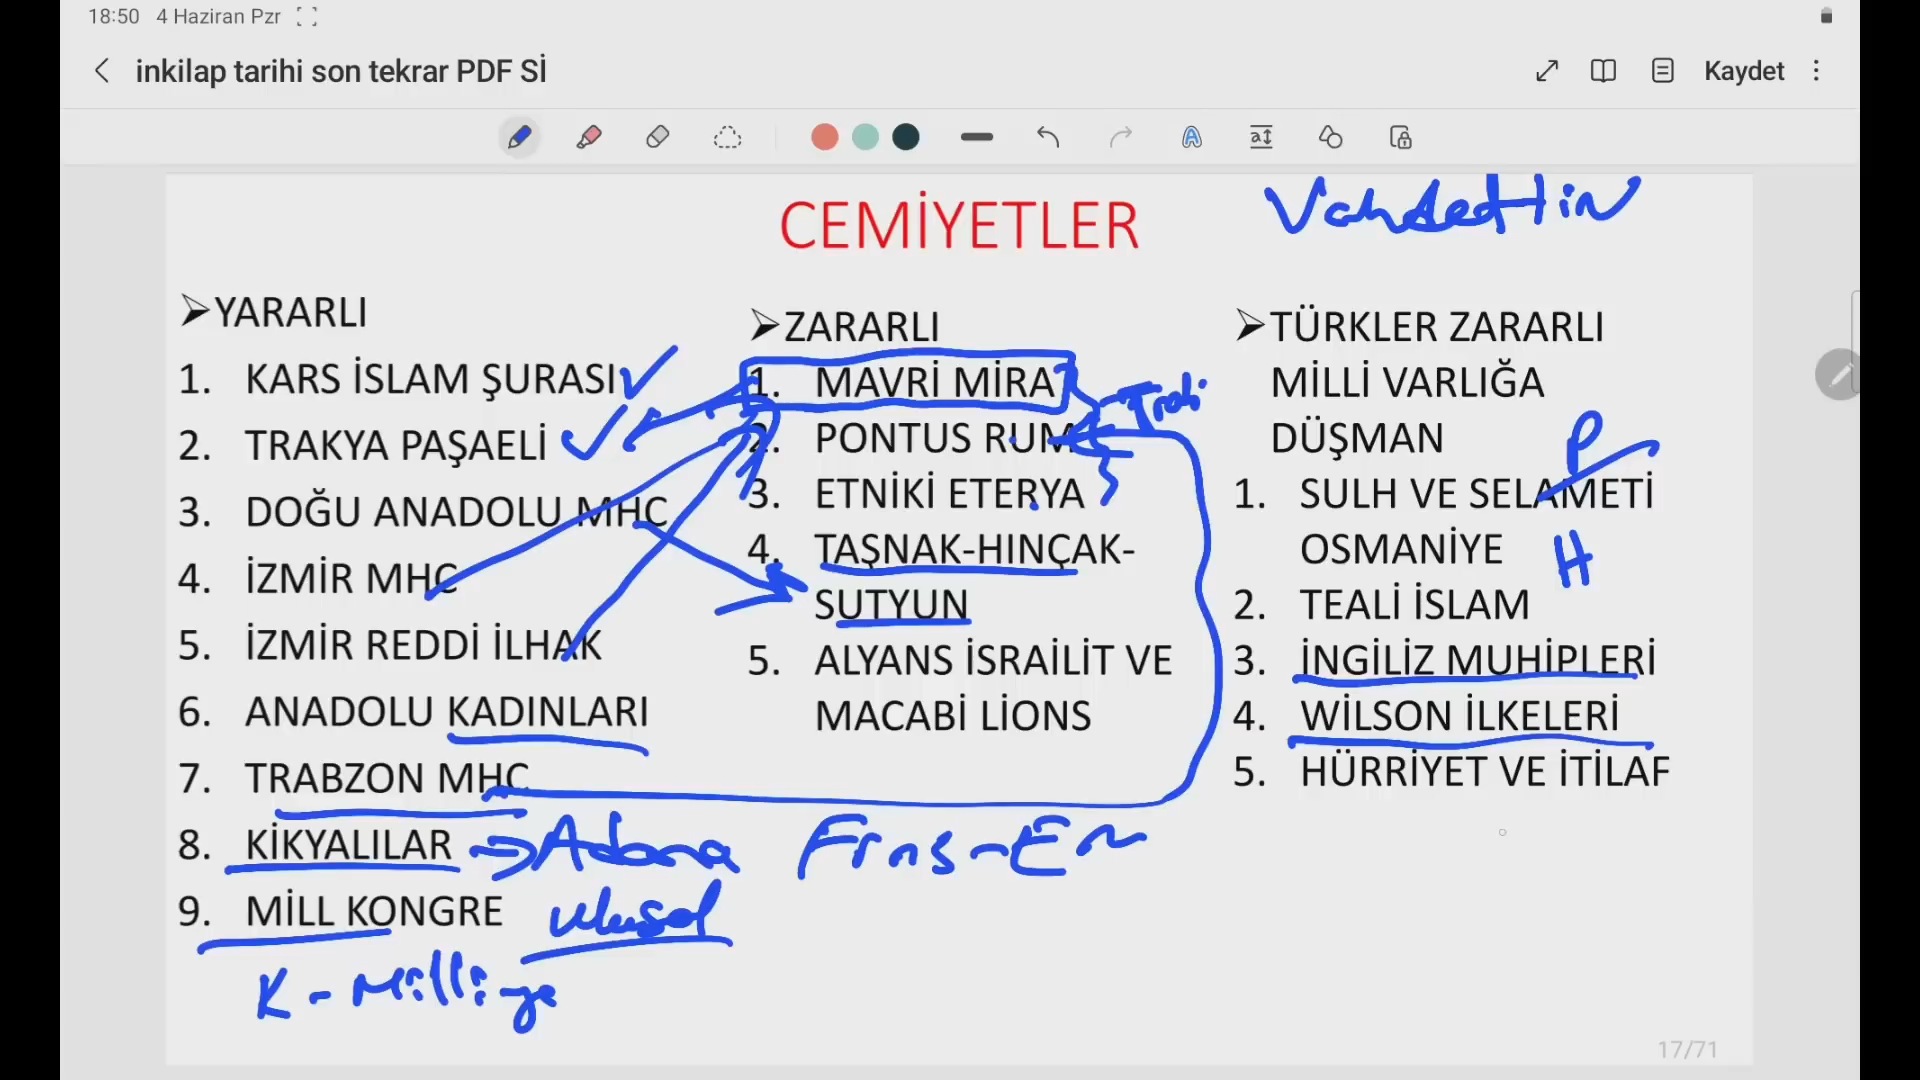 18:50 4 Haziran Pzr
inkilap tarihi son tekrar PDF Sİ
Kaydet
CEMİYETLER
Vahdettin
YARARLI
1. KARS İSLAM ŞURASI
2. TRAKYA PAŞAELİ
3. DOĞU ANADOLU MHC
4. İZMİR MHC
5. İZMİR REDDİ İLHAK
6. ANADOLU KADINLARI
7. TRABZON MHC
8. KİKYALILAR
Adana Frns-Erm
9. MİLL KONGRE
ulusal
K-Milliye
ZARARLI
1. MAVRİ MİRA
2. PONTUS RUM
3. ETNİKİ ETERYA
4. TAŞNAK-HINÇAK-
SUTYUN
5. ALYANS İSRAİLİT VE
MACABİ LİONS
TÜRKLER ZARARLI
MİLLİ VARLIĞA
DÜŞMAN
P
1. SULH VE SELAMETİ
OSMANİYE
H
2. TEALİ İSLAM
3. İNGİLİZ MUHİPLERİ
4. WİLSON İLKELERİ
5. HÜRRİYET VE İTİLAF
17/71